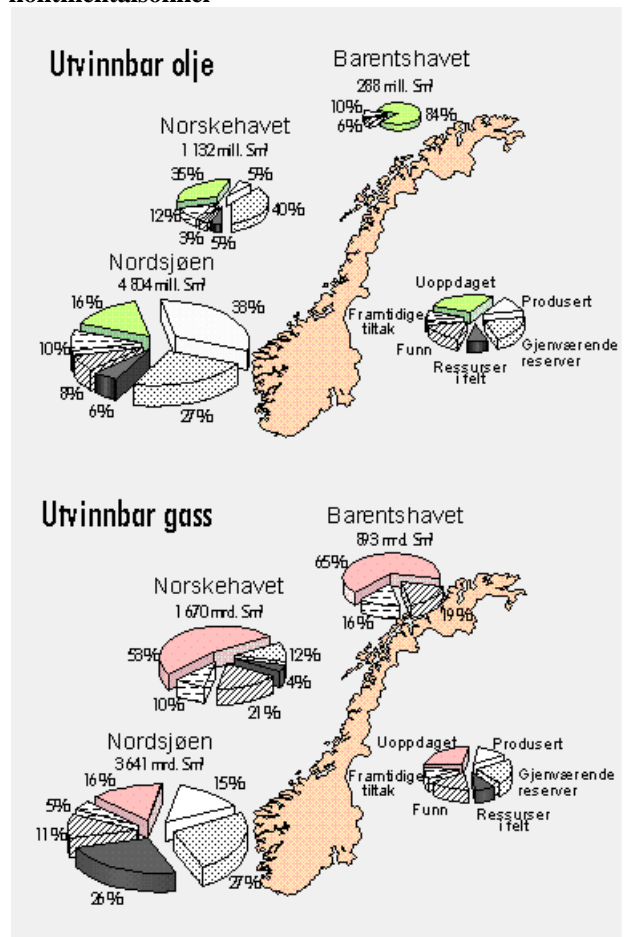 kontinentalsonner
Utvinnbar olje
Barentshavet
288 mill. Sm³
10%
6%
84%
Norskehavet
1 132 mill. Sm³
35%
5%
12%
40%
3%
5%
Nordsjøen
4 804 mill. Sm³
16%
33%
10%
8%
6%
27%
Uoppdaget
Produsert
Framtidige
tiltak
Funn
Gjenværende
reserver
Ressurser
i felt
Utvinnbar gass
Barentshavet
893 mrd. Sm³
65%
16%
19%
Norskehavet
1 670 mrd. Sm³
53%
12%
4%
10%
21%
Nordsjøen
3 641 mrd. Sm³
16%
15%
5%
11%
26%
27%
Uoppdaget
Produsert
Framtidige
tiltak
Funn
Gjenværende
reserver
Ressurser
i felt